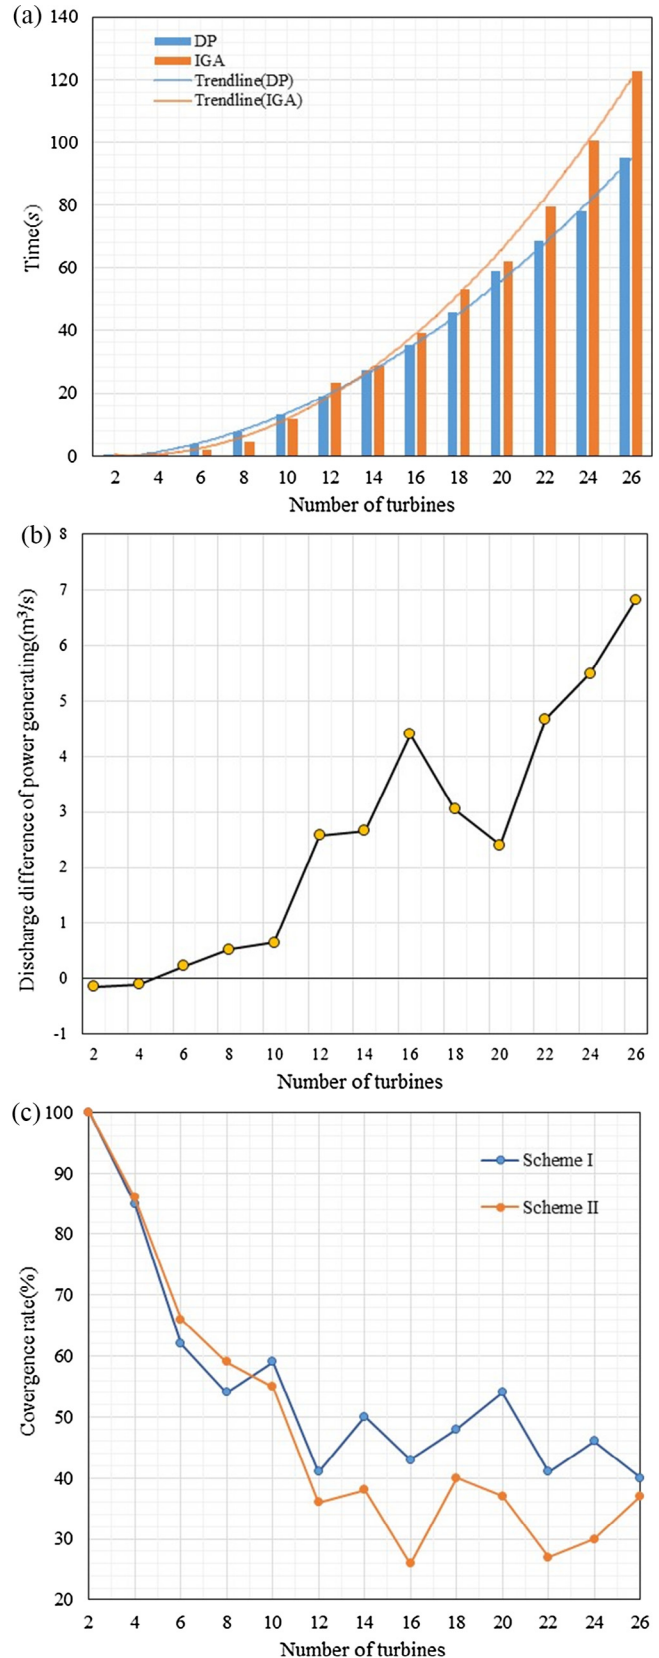 (a)
140
120
100
80
60
40
20
0
Time(s)
DP
IGA
Trendline(DP)
Trendline(IGA)
2 4 6 8 10 12 14 16 18 20 22 24 26
Number of turbines
(b)
8
7
6
5
4
3
2
1
0
-1
Discharge difference of power generating(m³/s)
2 4 6 8 10 12 14 16 18 20 22 24 26
Number of turbines
(c)
100
90
80
70
60
50
40
30
20
Covergence rate(%)
Scheme I
Scheme II
2 4 6 8 10 12 14 16 18 20 22 24 26
Number of turbines